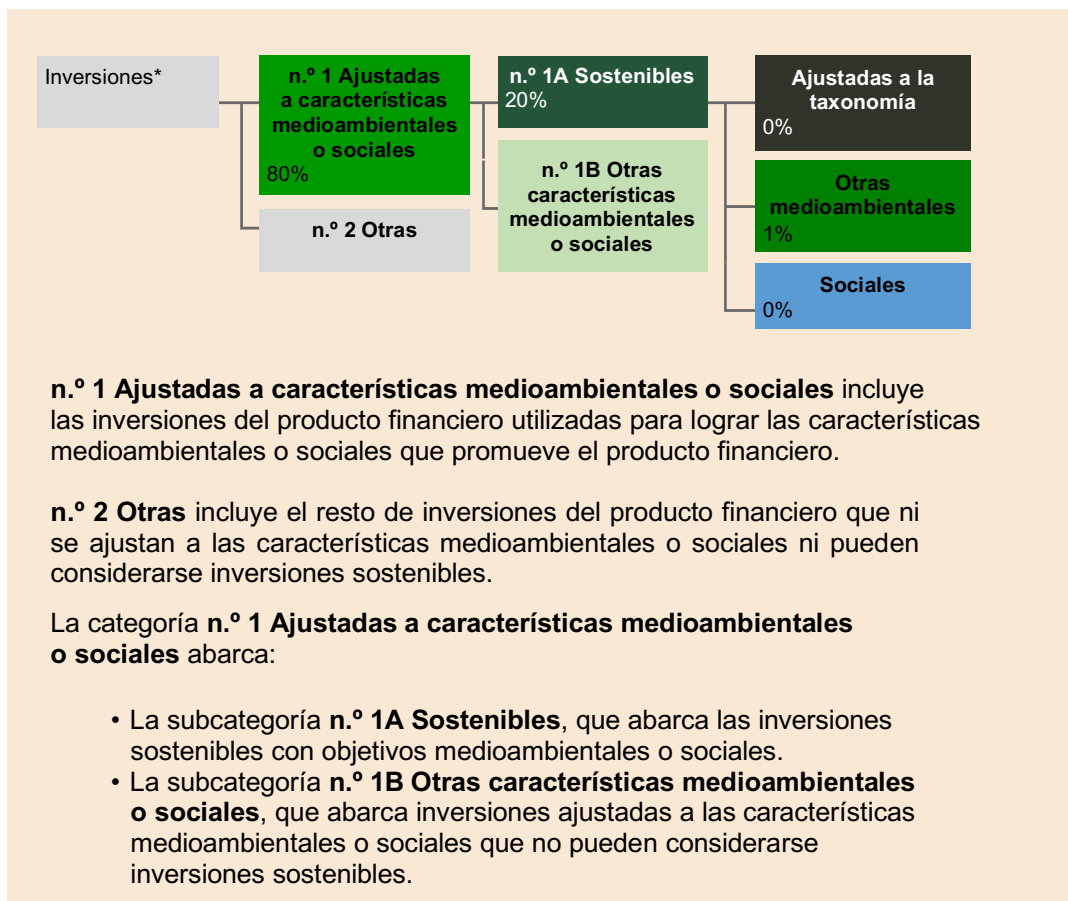 Inversiones*
n.º 1 Ajustadas
a características
medioambientales
o sociales
80%
n.º 2 Otras
n.º 1A Sostenibles
20%
n.º 1B Otras
características
medioambientales
o sociales
Ajustadas a la
taxonomía
0%
Otras
medioambientales
1%
Sociales
0%
n.º 1 Ajustadas a características medioambientales o sociales incluye
las inversiones del producto financiero utilizadas para lograr las características
medioambientales o sociales que promueve el producto financiero.
n.º 2 Otras incluye el resto de inversiones del producto financiero que ni
se ajustan a las características medioambientales o sociales ni pueden
considerarse inversiones sostenibles.
La categoría n.º 1 Ajustadas a características medioambientales
o sociales abarca:
• La subcategoría n.º 1A Sostenibles, que abarca las inversiones
sostenibles con objetivos medioambientales o sociales.
• La subcategoría n.º 1B Otras características medioambientales
o sociales, que abarca inversiones ajustadas a las características
medioambientales o sociales que no pueden considerarse
inversiones sostenibles.